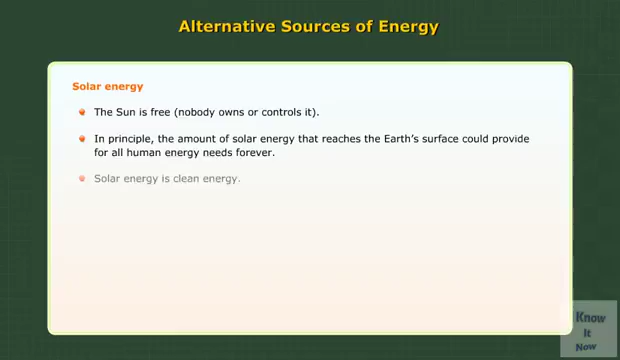 Alternative Sources of Energy
Solar energy
The Sun is free (nobody owns or controls it).
In principle, the amount of solar energy that reaches the Earth's surface could provide
for all human energy needs forever.
Solar energy is clean energy.
Know
It
Now